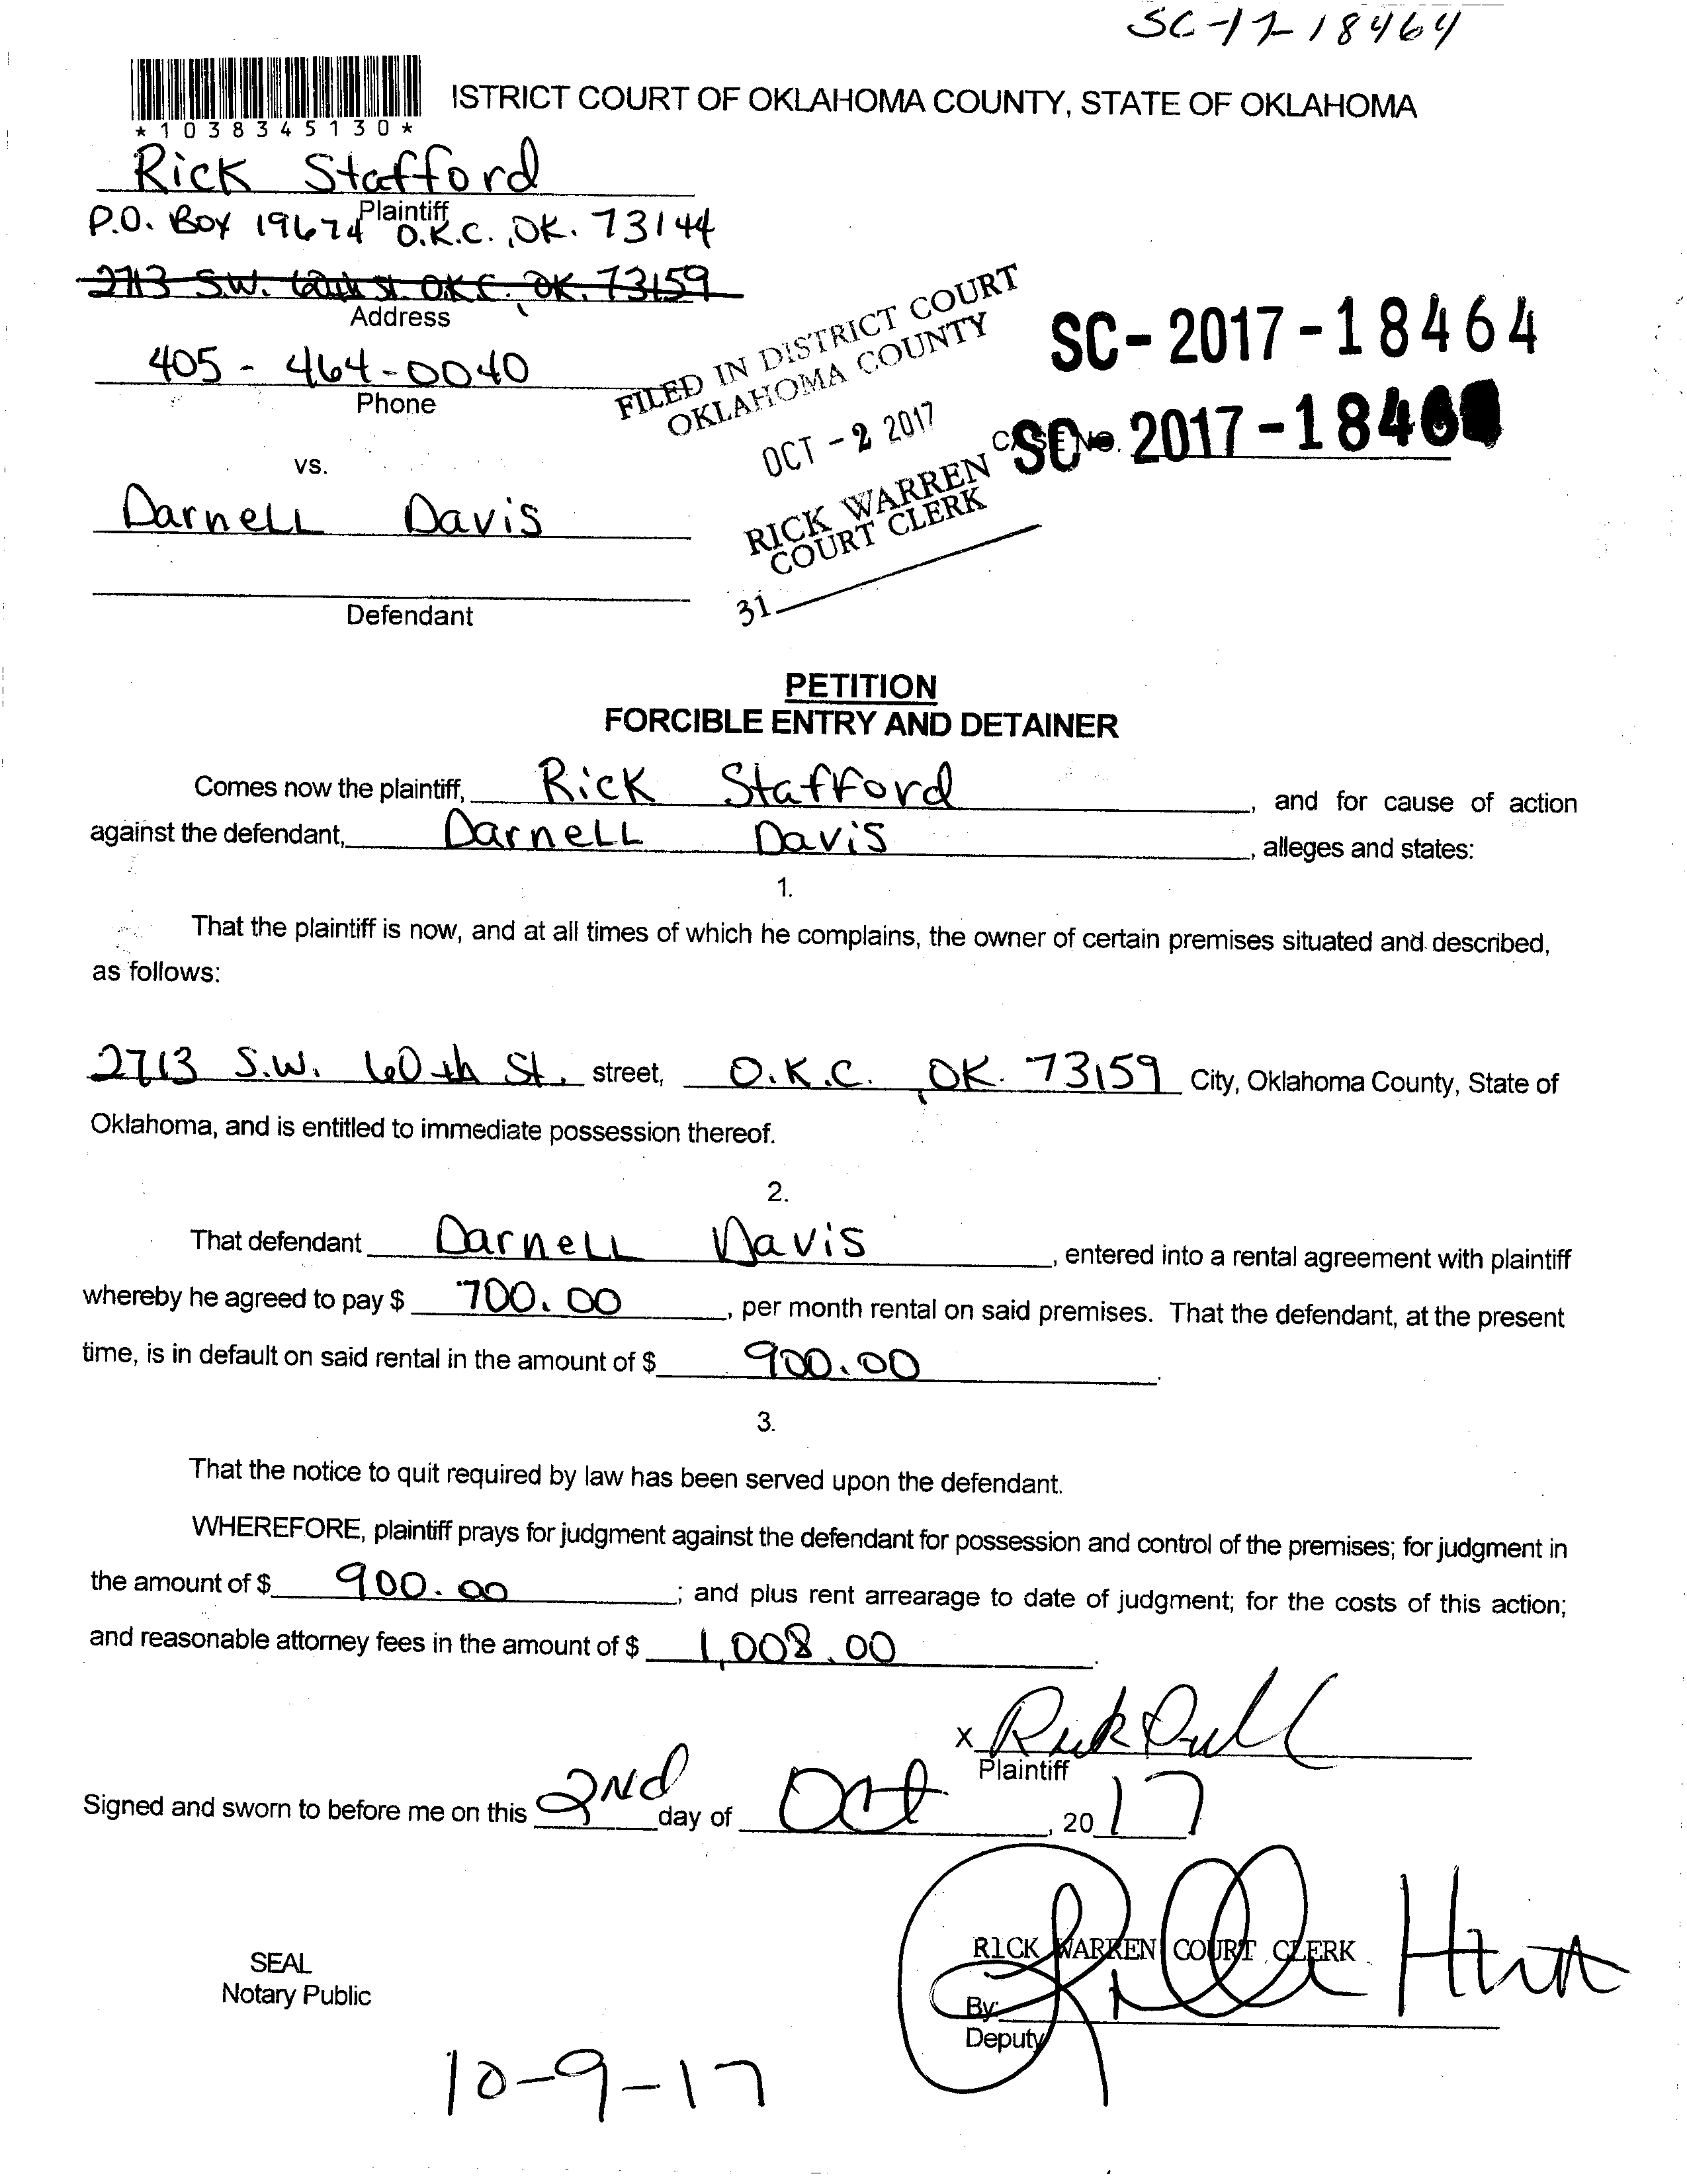 SC-17-18464
ISTRICT COURT OF OKLAHOMA COUNTY, STATE OF OKLAHOMA
*1038345130*
Rick Stafford
Plaintiff
P.O. Box 19674 O.K.C., OK. 73144
2713 S.W. 60th St. O.K.C., OK. 73159
Address
405-464-0040
Phone
FILED IN DISTRICT COURT
OKLAHOMA COUNTY
OCT - 2 2017
RICK WARREN
COURT CLERK
31
SC-2017-18464
CASE NO. SC-2017-1846
vs.
Darnell Davis
Defendant
PETITION
FORCIBLE ENTRY AND DETAINER
Comes now the plaintiff, Rick Stafford, and for cause of action
against the defendant, Darnell Davis, alleges and states:
1.
That the plaintiff is now, and at all times of which he complains, the owner of certain premises situated and described,
as follows:
2713 S.W. 60th St. street, O.K.C., OK. 73159 City, Oklahoma County, State of
Oklahoma, and is entitled to immediate possession thereof.
2.
That defendant Darnell Davis, entered into a rental agreement with plaintiff
whereby he agreed to pay $ 700.00, per month rental on said premises. That the defendant, at the present
time, is in default on said rental in the amount of $ 900.00.
3.
That the notice to quit required by law has been served upon the defendant.
WHEREFORE, plaintiff prays for judgment against the defendant for possession and control of the premises; for judgment in
the amount of $ 900.00; and plus rent arrearage to date of judgment; for the costs of this action;
and reasonable attorney fees in the amount of $ 1,008.00.
X Rick
Plaintiff
Signed and sworn to before me on this 2nd day of Oct, 2017
RICK WARREN COURT CLERK
SEAL
Notary Public
By:
Deputy
10-9-17